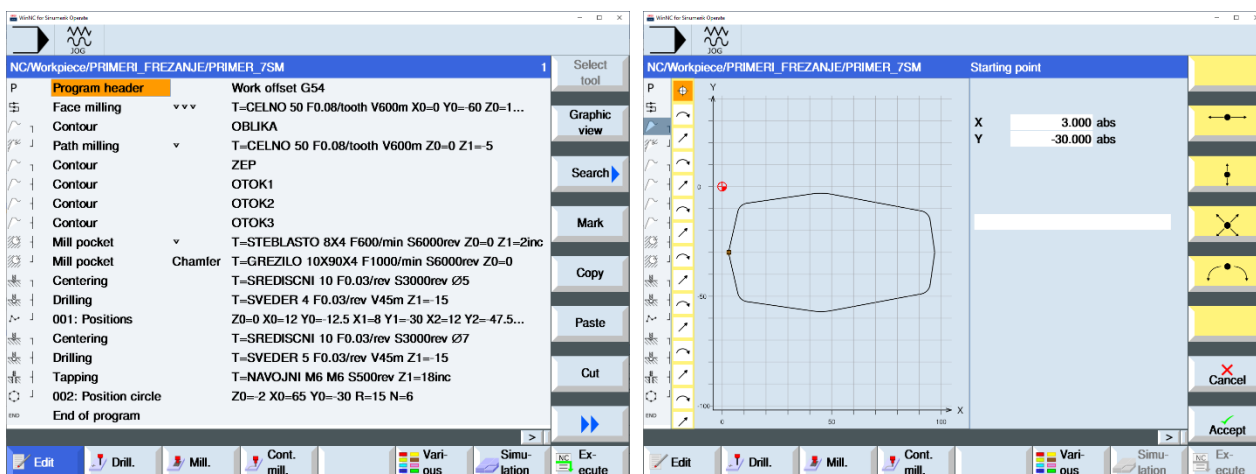 WinNC for Sinumerik Operate
JOG
NC/Workpiece/PRIMERI_FREZANJE/PRIMER_7SM 1
Select tool
P Program header Work offset G54
Face milling vvv T=CELNO 50 F0.08/tooth V600m X0=0 Y0=-60 Z0=1...
Contour OBLIKA
Path milling v T=CELNO 50 F0.08/tooth V600m Z0=0 Z1=-5
Contour ZEP
Contour OTOK1
Contour OTOK2
Contour OTOK3
Mill pocket v T=STEBLASTO 8X4 F600/min S6000rev Z0=0 Z1=2inc
Mill pocket Chamfer T=GREZILO 10X90X4 F1000/min S6000rev Z0=0
Centering T=SREDISCNI 10 F0.03/rev S3000rev Ø5
Drilling T=SVEDER 4 F0.03/rev V45m Z1=-15
001: Positions Z0=0 X0=12 Y0=-12.5 X1=8 Y1=-30 X2=12 Y2=-47.5...
Centering T=SREDISCNI 10 F0.03/rev S3000rev Ø7
Drilling T=SVEDER 5 F0.03/rev V45m Z1=-15
Tapping T=NAVOJNI M6 M6 S500rev Z1=18inc
002: Position circle Z0=-2 X0=65 Y0=-30 R=15 N=6
END End of program
Graphic view
Search
Mark
Copy
Paste
Cut
>
Edit
Drill.
Mill.
Cont. mill.
Vari- ous
Simu- lation
NC Ex- ecute
WinNC for Sinumerik Operate
JOG
NC/Workpiece/PRIMERI_FREZANJE/PRIMER_7SM
Starting point
P
END
Y
X 3.000 abs
Y -30.000 abs
0
-50
-100
0 50 100
X
Cancel
Accept
>
Edit
Drill.
Mill.
Cont. mill.
Vari- ous
Simu- lation
NC Ex- ecute